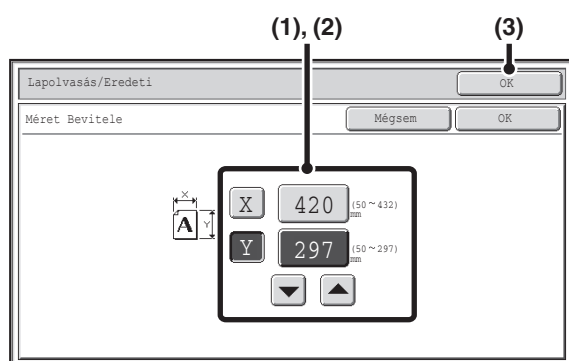 (1), (2) (3)
Lapolvasás/Eredeti OK
Méret Bevitele Mégsem OK
X
A Y
X 420 (50~432)
mm
Y 297 (50~297)
mm